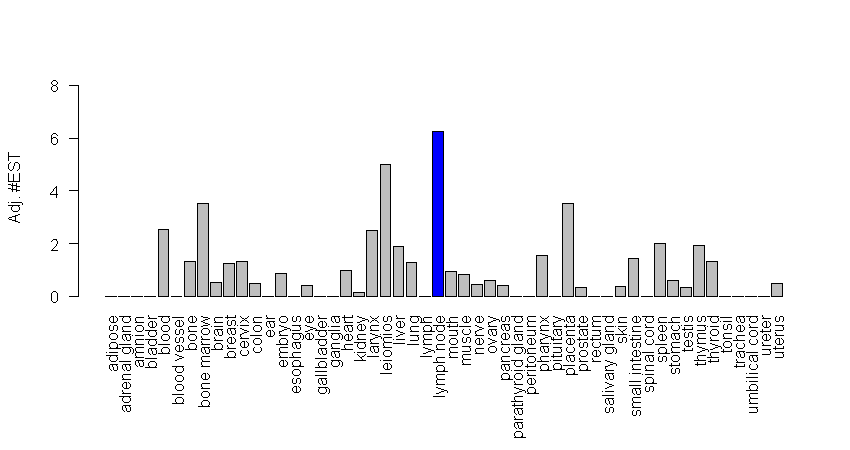 8
6
4
2
0
Adj. #EST
adipose
adrenal gland
amnion
bladder
blood
blood vessel
bone
bone marrow
brain
breast
cervix
colon
ear
embryo
esophagus
eye
gallbladder
ganglia
heart
kidney
larynx
leiomios
liver
lung
lymph
lymph node
mouth
muscle
nerve
ovary
pancreas
parathyroid gland
peritoneum
pharynx
pituitary
placenta
prostate
rectum
salivary gland
skin
small intestine
spinal cord
spleen
stomach
testis
thymus
thyroid
tonsil
trachea
umbilical cord
ureter
uterus